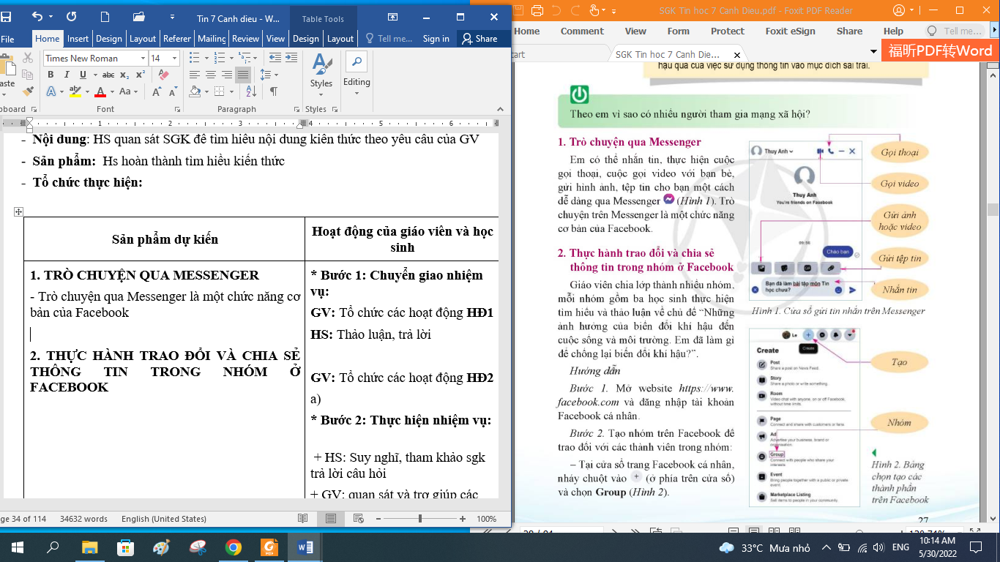 Tin 7 Canh dieu - W...
Table Tools
File
Home
Insert
Design
Layout
Referer
Mailing
Review
View
Design
Layout
Tell me...
Sign in
Share
Times New Roman
14
Styles
Editing
Font
Paragraph
Styles
- Nội dung: HS quan sát SGK để tìm hiểu nội dung kiến thức theo yêu cầu của GV
- Sản phẩm: Hs hoàn thành tìm hiểu kiến thức
- Tổ chức thực hiện:
Sản phẩm dự kiến
Hoạt động của giáo viên và học
sinh
1. TRÒ CHUYỆN QUA MESSENGER
- Trò chuyện qua Messenger là một chức năng cơ
bản của Facebook
2. THỰC HÀNH TRAO ĐỔI VÀ CHIA SẺ
THÔNG TIN TRONG NHÓM Ở
FACEBOOK
* Bước 1: Chuyển giao nhiệm
vụ:
GV: Tổ chức các hoạt động HĐ1
HS: Thảo luận, trả lời
GV: Tổ chức các hoạt động HĐ2
a)
* Bước 2: Thực hiện nhiệm vụ:
+ HS: Suy nghĩ, tham khảo sgk
trả lời câu hỏi
+ GV: quan sát và trợ giúp các
ge 34 of 114
34632 words
English (United States)
100%
SGK Tin hoc 7 Canh Dieu.pdf - Foxit PDF Reader
Home
Comment
View
Form
Protect
Foxit eSign
Share
Help
Tell me...
tart
SGK Tin hoc 7 Canh Die...
福昕PDF转Word
hậu quả của việc sử dụng thông tin vào mục đích sai trái.
Theo em vì sao có nhiều người tham gia mạng xã hội?
1. Trò chuyện qua Messenger
Em có thể nhắn tin, thực hiện cuộc
gọi thoại, cuộc gọi video với bạn bè,
gửi hình ảnh, tệp tin cho bạn một cách
dễ dàng qua Messenger (Hình 1). Trò
chuyện trên Messenger là một chức năng
cơ bản của Facebook.
2. Thực hành trao đổi và chia sẻ
thông tin trong nhóm ở Facebook
Giáo viên chia lớp thành nhiều nhóm,
mỗi nhóm gồm ba học sinh thực hiện
tìm hiểu và thảo luận về chủ đề “Những
ảnh hưởng của biến đổi khí hậu đến
cuộc sống và môi trường. Em đã làm gì
để chống lại biến đổi khí hậu?”.
Hướng dẫn
Bước 1. Mở website https://www.
facebook.com và đăng nhập tài khoản
Facebook cá nhân.
Bước 2. Tạo nhóm trên Facebook để
trao đổi với các thành viên trong nhóm:
– Tại cửa sổ trang Facebook cá nhân,
nháy chuột vào + (ở phía trên cửa sổ)
và chọn Group (Hình 2).
Thuy Anh
Thuy Anh
You're friends on Facebook
09:56
Chào bạn
Bạn đã làm bài tập môn Tin
học chưa?
Gọi thoại
Gọi video
Gửi ảnh
hoặc video
Gửi tệp tin
Nhắn tin
Hình 1. Cửa sổ gửi tin nhắn trên Messenger
Le
Create
Create
Post
Share a post on News Feed.
Story
Share a photo or write something.
Room
Video chat with anyone, on or off Facebook,
without time limits.
Page
Connect and share with customers or fans.
Ad
Advertise your business, brand or
organisation.
Group
Connect with people who share your
interests.
Event
Bring people together with a public or private
event.
Marketplace Listing
Sell items to people in your community.
Tạo
Nhóm
Hình 2. Bảng
chọn tạo các
thành phần
trên Facebook
27
33°C Mưa nhỏ
ENG
10:14 AM
5/30/2022